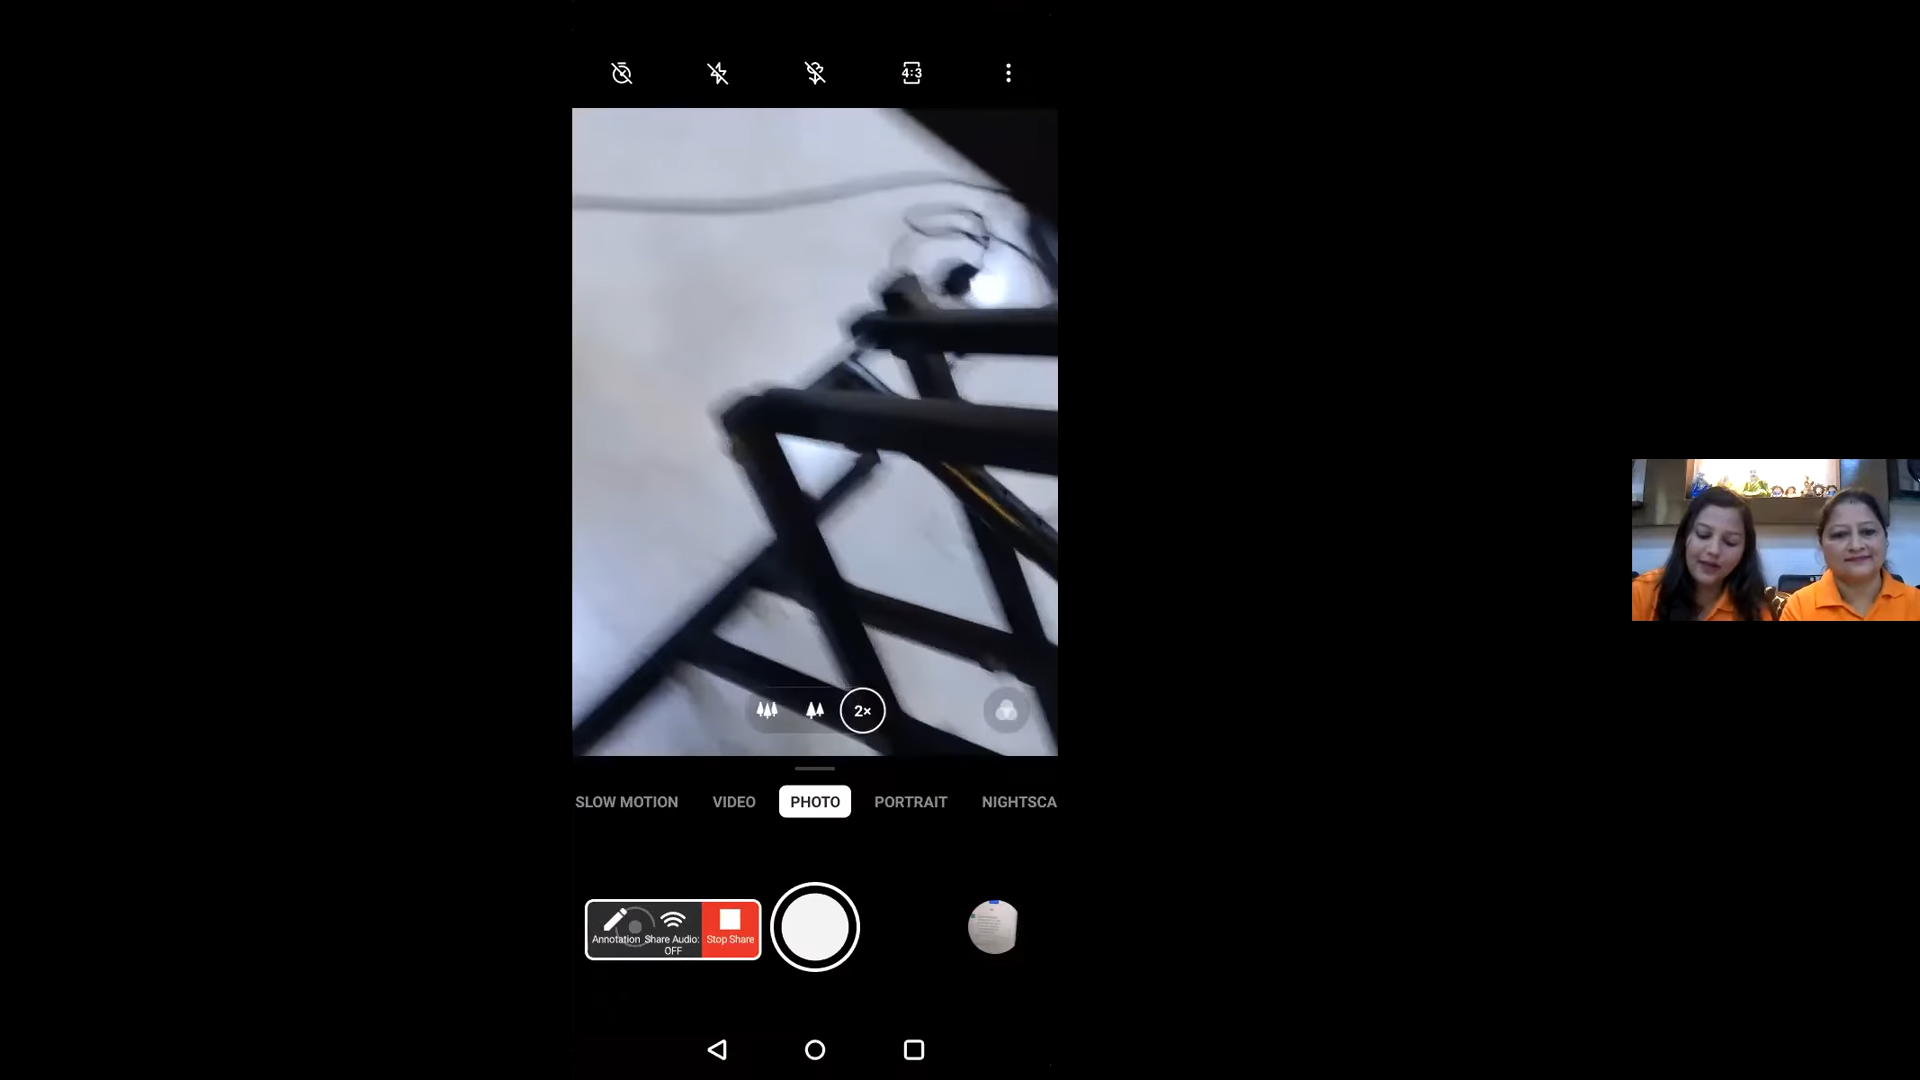 4:3
2×
SLOW MOTION VIDEO PHOTO PORTRAIT NIGHTSCA
Annotation Share Audio: OFF Stop Share